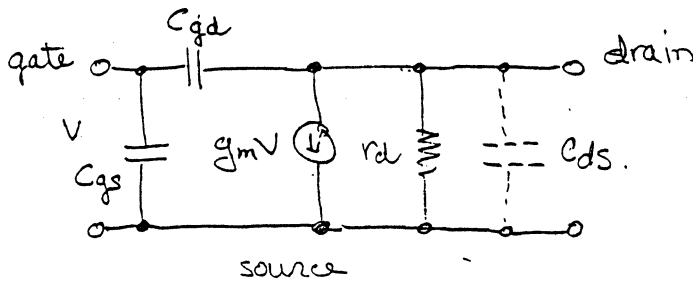 Cgd
gate
drain
V
Cgs
gmV
rd
Cds.
source